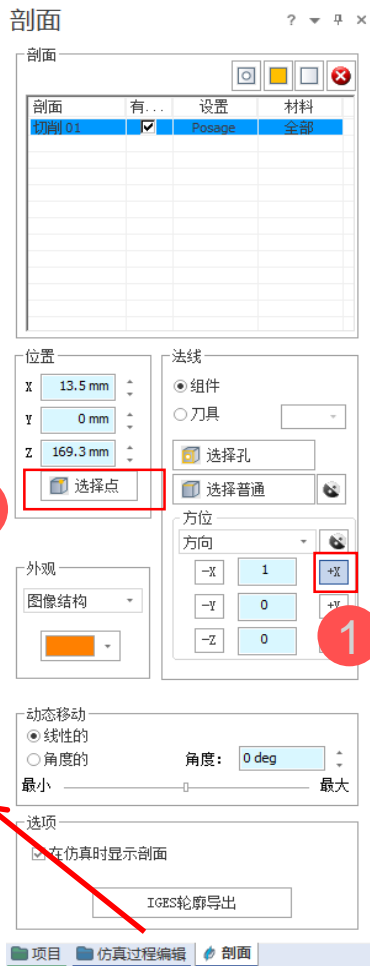 剖面
剖面
剖面 有... 设置 材料
切削 01 Posage 全部
位置
X 13.5 mm
Y 0 mm
Z 169.3 mm
选择点
法线
组件
刀具
选择孔
选择普通
方位
方向
-X 1 +X
-Y 0 +Y
-Z 0
1
外观
图像结构
动态移动
线性的
角度的 角度： 0 deg
最小 最大
选项
在仿真时显示剖面
IGES轮廓导出
项目 仿真过程编辑 剖面